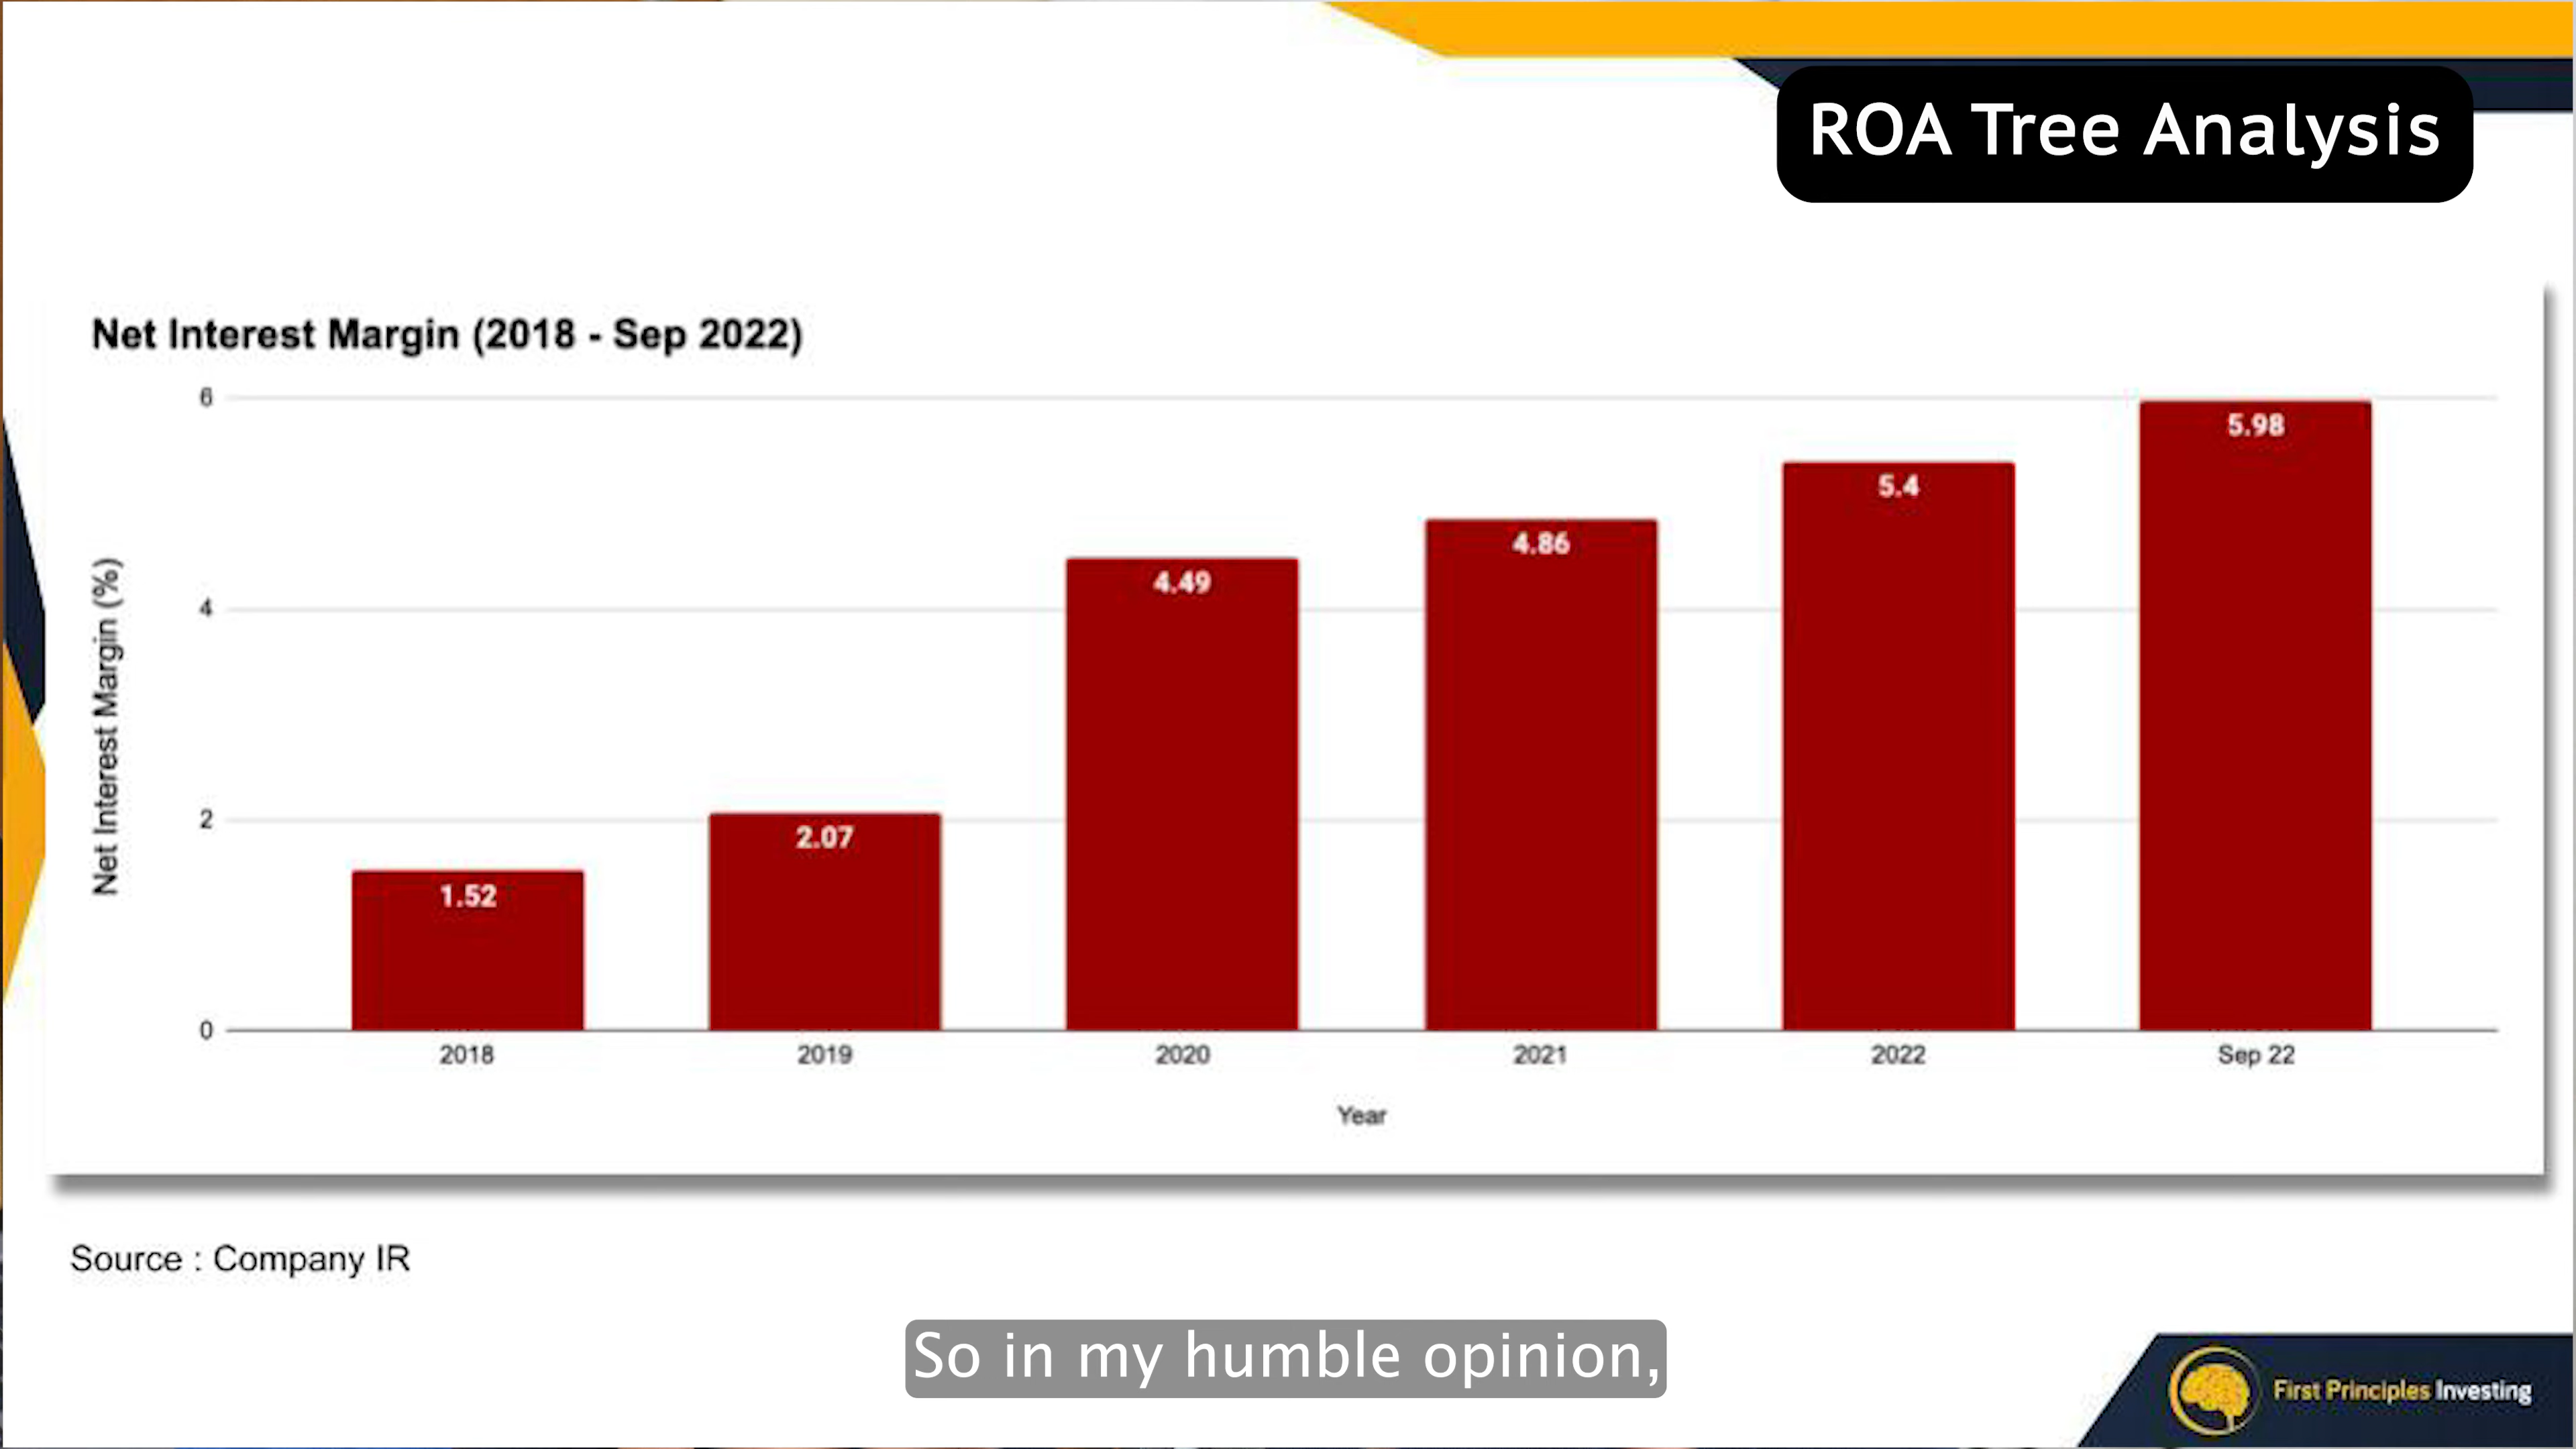 ROA Tree Analysis
Net Interest Margin (2018 - Sep 2022)
Net Interest Margin (%)
6
4
2
0
1.52
2.07
4.49
4.86
5.4
5.98
2018
2019
2020
2021
2022
Sep 22
Year
Source : Company IR
So in my humble opinion,
First Principles Investing